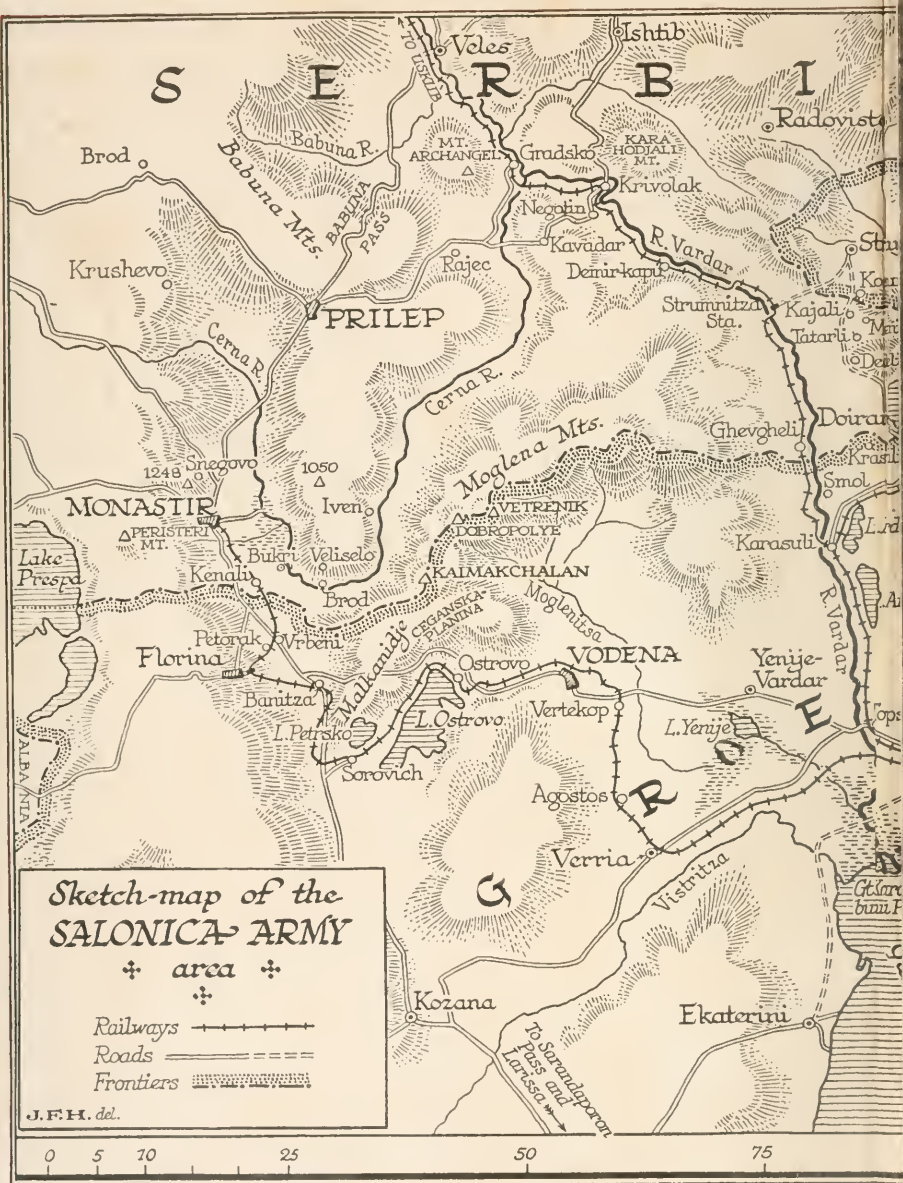 TO USKUB
Veles
Ishtib
SERBI
Radovista
Babuna R.
MT. ARCHANGEL
Gradsko
KARA HODJALI MT.
Brod
Babuna Mts.
BABUNA PASS
Krivolak
Negotin
R. Vardar
Kavadar
Krushevo
Rajec
Demirkapu
Stru
PRILEP
Strumnitza Sta.
Kajali
Tatarli
Cerna R.
Cerna R.
Moglena Mts.
Ghevgheli
Doiran
Snegovo
1248
1050
Smol
MONASTIR
Iven
VETRENIK
DOBROPOLYE
PERISTERI MT.
Lake Prespa
Bukri
Veliselo
Karasuli
Kenali
Brod
KAIMAKCHALAN
CEGANSKA-PLANINA
Moglenitsa
R. Vardar
Petorak
Vrbeni
Malkanidje
Florina
Ostrovo
VODENA
Yenije-Vardar
Banitza
L. Ostrovo
Vertekop
L. Petrsko
L. Yenije
Sorovich
ALBANIA
Agostos
Verria
G
R
E
Vistritza
Kozana
Ekaterini
To Sarandaporon Pass and Larissa
Sketch-map of the
SALONICA ARMY
area
Railways
Roads
Frontiers
J.F.H. del.
0 5 10 25 50 75